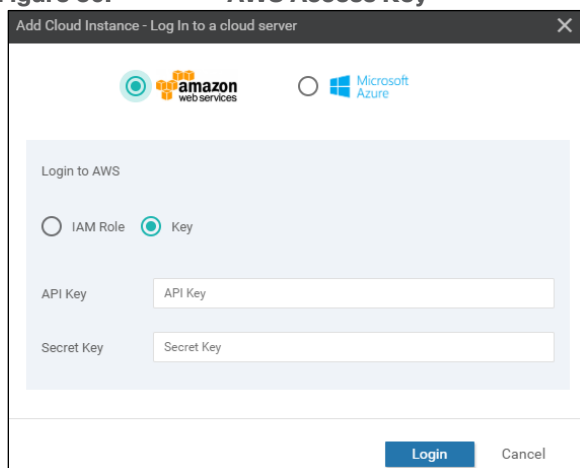 AWS Access Key
Add Cloud Instance - Log In to a cloud server
amazon
web services
Microsoft
Azure
Login to AWS
IAM Role
Key
API Key
API Key
Secret Key
Secret Key
Login
Cancel